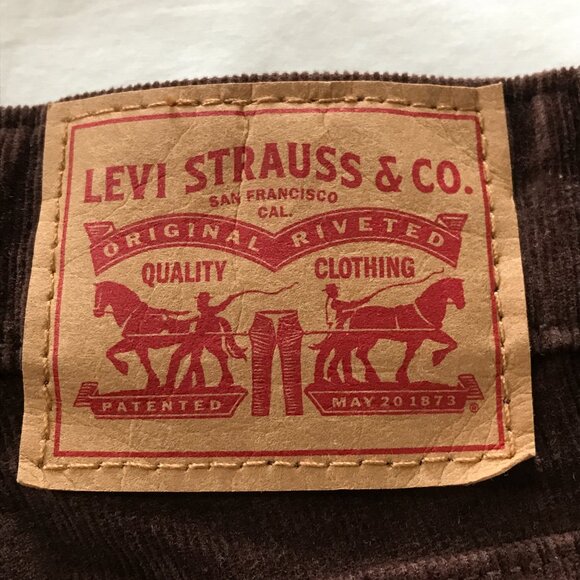 LEVI STRAUSS & CO.
SAN FRANCISCO
CAL.
ORIGINAL RIVETED
QUALITY CLOTHING
PATENTED MAY 20 1873
®